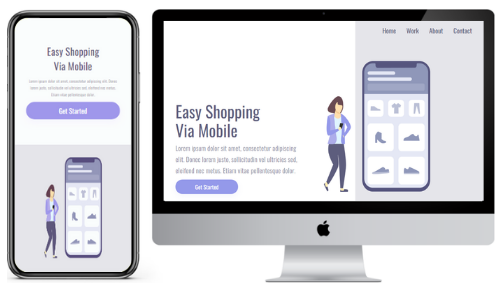 Easy Shopping
Via Mobile
Lorem ipsum dolor sit amet, consectetur adipiscing elit. Donec
lorem justo, sollicitudin vel ultricies sed, eleifend nec metus.
Etiam vitae pellentesque dolor.
Get Started
Home Work About Contact
Easy Shopping
Via Mobile
Lorem ipsum dolor sit amet, consectetur adipiscing
elit. Donec lorem justo, sollicitudin vel ultricies sed,
eleifend nec metus. Etiam vitae pellentesque dolor.
Get Started